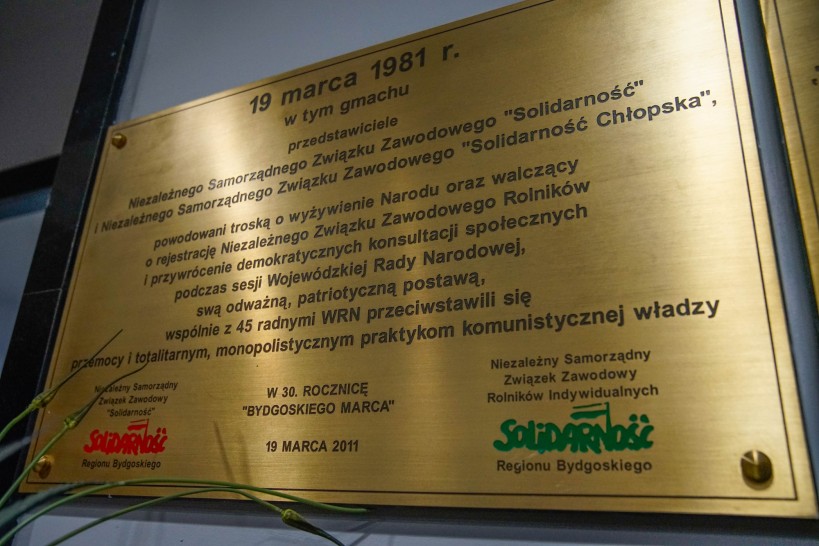 19 marca 1981 r.
w tym gmachu
przedstawiciele
Niezależnego Samorządnego Związku Zawodowego "Solidarność"
i Niezależnego Samorządnego Związku Zawodowego "Solidarność Chłopska",
powodowani troską o wyżywienie Narodu oraz walczący
o rejestrację Niezależnego Związku Zawodowego Rolników
i przywrócenie demokratycznych konsultacji społecznych
podczas sesji Wojewódzkiej Rady Narodowej,
swą odważną, patriotyczną postawą,
wspólnie z 45 radnymi WRN przeciwstawili się
przemocy i totalitarnym, monopolistycznym praktykom komunistycznej władzy
Niezależny Samorządny
Związek Zawodowy
"Solidarność"
SOLIDARNOŚĆ
Regionu Bydgoskiego
W 30. ROCZNICĘ
"BYDGOSKIEGO MARCA"
19 MARCA 2011
Niezależny Samorządny
Związek Zawodowy
Rolników Indywidualnych
SOLIDARNOŚĆ
Regionu Bydgoskiego